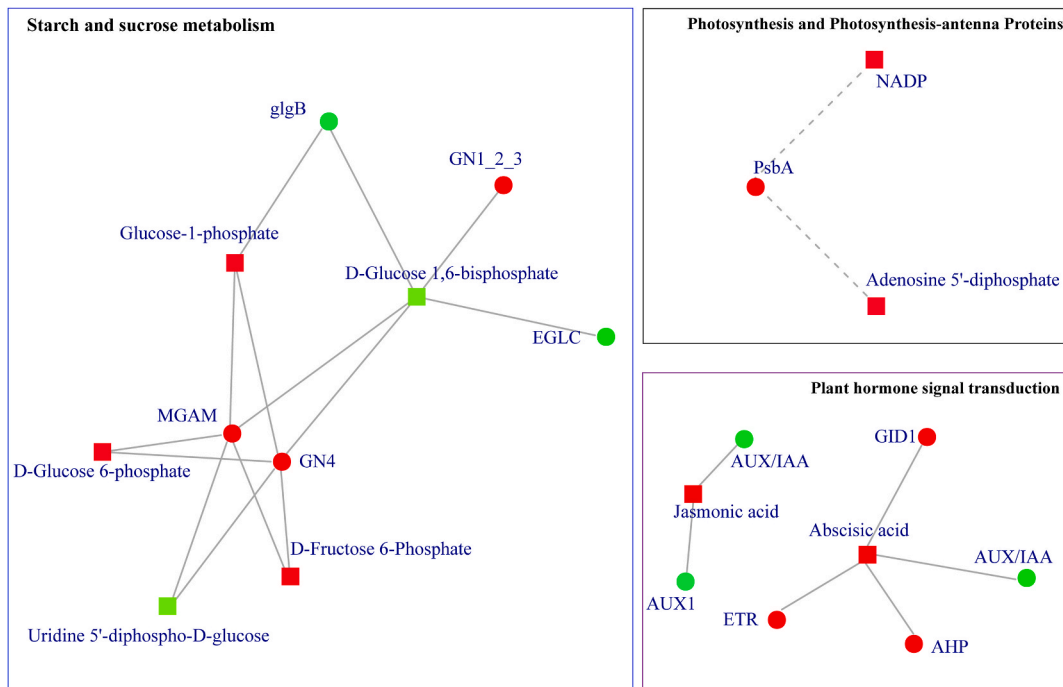 Starch and sucrose metabolism
glgB
GN1_2_3
Glucose-1-phosphate
D-Glucose 1,6-bisphosphate
EGLC
MGAM
GN4
D-Glucose 6-phosphate
D-Fructose 6-Phosphate
Uridine 5'-diphospho-D-glucose
Photosynthesis and Photosynthesis-antenna Proteins
NADP
PsbA
Adenosine 5'-diphosphate
Plant hormone signal transduction
GID1
AUX/IAA
Jasmonic acid
Abscisic acid
AUX/IAA
AUX1
ETR
AHP